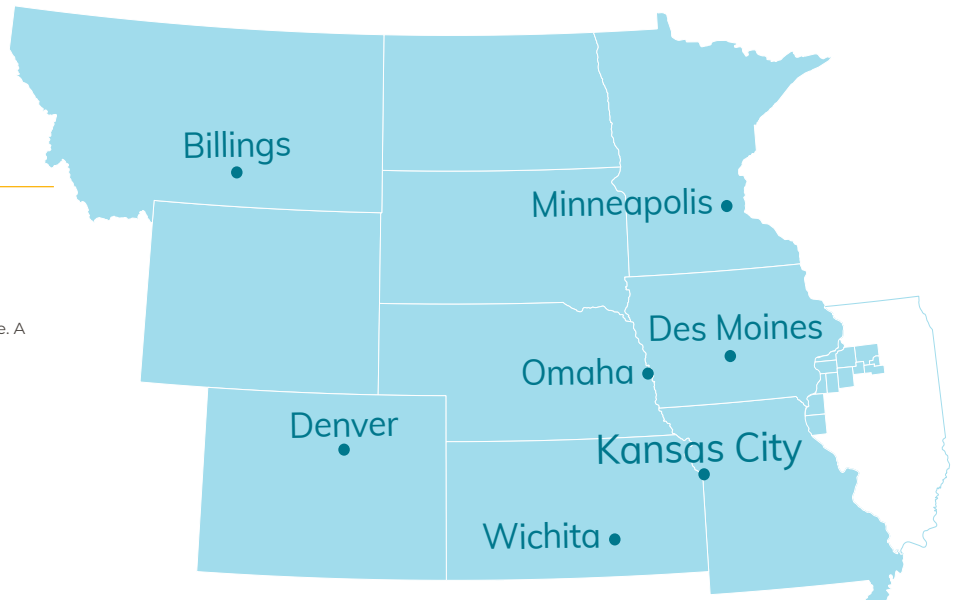 Billings
Minneapolis
e. A
Des Moines
Omaha
Denver
Kansas City
Wichita